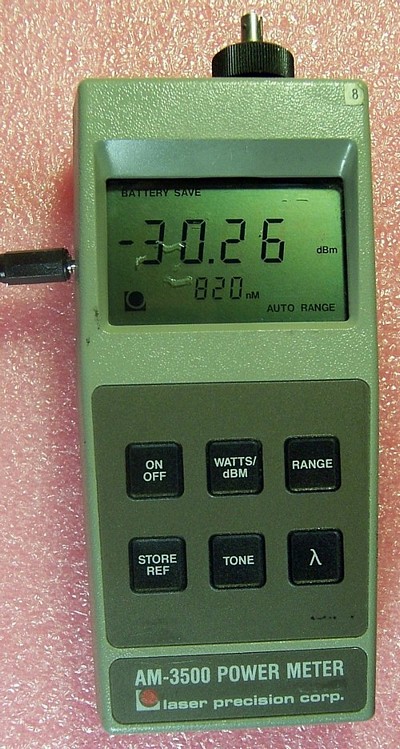 8
BATTERY SAVE
-30.26 dBm
820 nM
AUTO RANGE
ON OFF
WATTS/ dBM
RANGE
STORE REF
TONE
λ
AM-3500 POWER METER
laser precision corp.